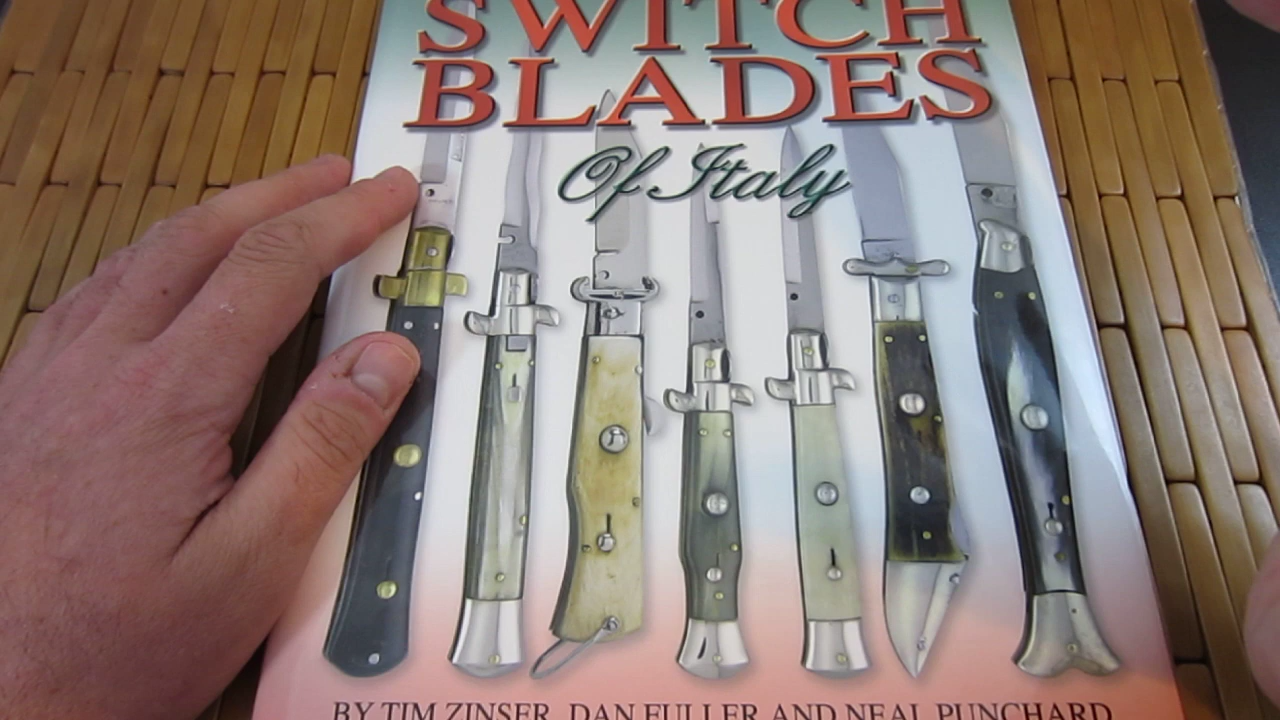 SWITCH
BLADES
Of Italy
BY TIM ZINSER, DAN FULLER AND NEAL PUNCHARD